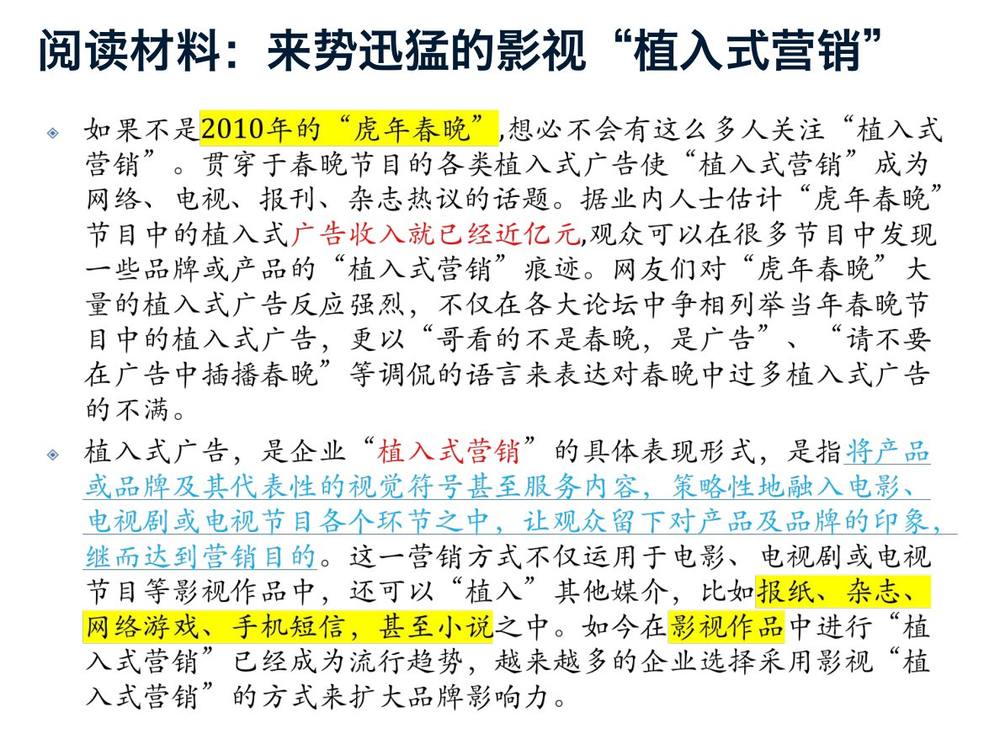 阅读材料：来势迅猛的影视“植入式营销”
如果不是2010年的“虎年春晚”,想必不会有这么多人关注“植入式
营销”。贯穿于春晚节目的各类植入式广告使“植入式营销”成为
网络、电视、报刊、杂志热议的话题。据业内人士估计“虎年春晚”
节目中的植入式广告收入就已经近亿元,观众可以在很多节目中发现
一些品牌或产品的“植入式营销”痕迹。网友们对“虎年春晚”大
量的植入式广告反应强烈，不仅在各大论坛中争相列举当年春晚节
目中的植入式广告，更以“哥看的不是春晚，是广告”、“请不要
在广告中插播春晚”等调侃的语言来表达对春晚中过多植入式广告
的不满。
植入式广告，是企业“植入式营销”的具体表现形式，是指将产品
或品牌及其代表性的视觉符号甚至服务内容，策略性地融入电影、
电视剧或电视节目各个环节之中，让观众留下对产品及品牌的印象，
继而达到营销目的。这一营销方式不仅运用于电影、电视剧或电视
节目等影视作品中，还可以“植入”其他媒介，比如报纸、杂志、
网络游戏、手机短信，甚至小说之中。如今在影视作品中进行“植
入式营销”已经成为流行趋势，越来越多的企业选择采用影视“植
入式营销”的方式来扩大品牌影响力。